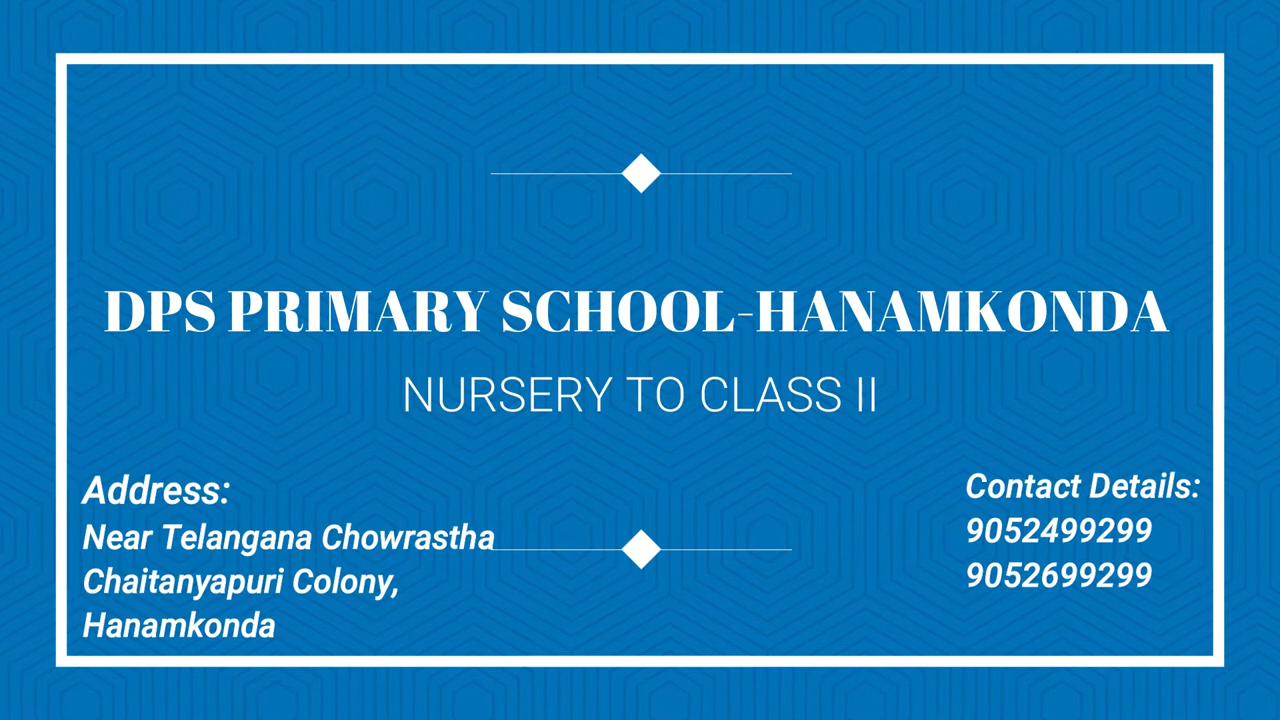 DPS PRIMARY SCHOOL-HANAMKONDA
NURSERY TO CLASS II
Address:
Near Telangana Chowrastha
Chaitanyapuri Colony,
Hanamkonda
Contact Details:
9052499299
9052699299